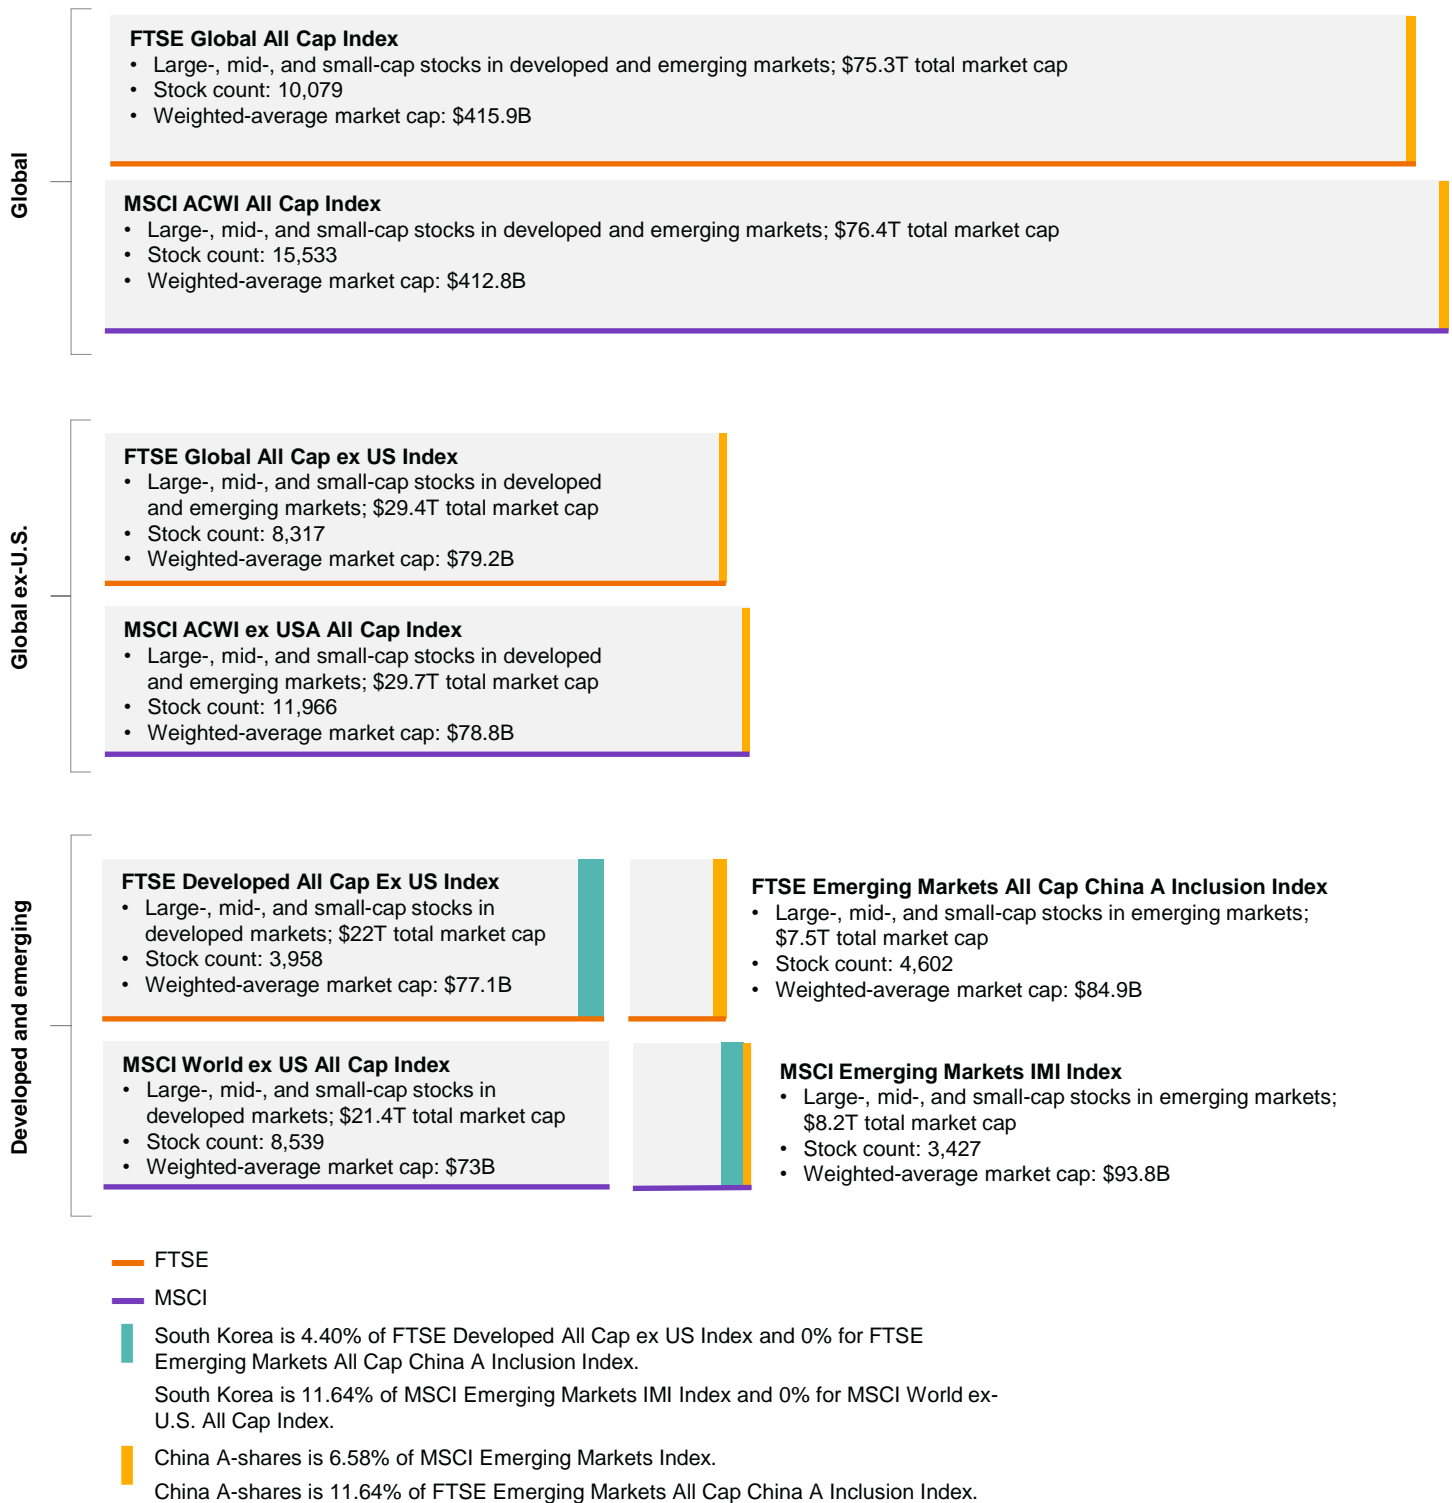 Global
FTSE Global All Cap Index
• Large-, mid-, and small-cap stocks in developed and emerging markets; $75.3T total market cap
• Stock count: 10,079
• Weighted-average market cap: $415.9B
MSCI ACWI All Cap Index
• Large-, mid-, and small-cap stocks in developed and emerging markets; $76.4T total market cap
• Stock count: 15,533
• Weighted-average market cap: $412.8B
Global ex-U.S.
FTSE Global All Cap ex US Index
• Large-, mid-, and small-cap stocks in developed
and emerging markets; $29.4T total market cap
• Stock count: 8,317
• Weighted-average market cap: $79.2B
MSCI ACWI ex USA All Cap Index
• Large-, mid-, and small-cap stocks in developed
and emerging markets; $29.7T total market cap
• Stock count: 11,966
• Weighted-average market cap: $78.8B
Developed and emerging
FTSE Developed All Cap Ex US Index
• Large-, mid-, and small-cap stocks in
developed markets; $22T total market cap
• Stock count: 3,958
• Weighted-average market cap: $77.1B
FTSE Emerging Markets All Cap China A Inclusion Index
• Large-, mid-, and small-cap stocks in emerging markets;
$7.5T total market cap
• Stock count: 4,602
• Weighted-average market cap: $84.9B
MSCI World ex US All Cap Index
• Large-, mid-, and small-cap stocks in
developed markets; $21.4T total market cap
• Stock count: 8,539
• Weighted-average market cap: $73B
MSCI Emerging Markets IMI Index
• Large-, mid-, and small-cap stocks in emerging markets;
$8.2T total market cap
• Stock count: 3,427
• Weighted-average market cap: $93.8B
FTSE
MSCI
South Korea is 4.40% of FTSE Developed All Cap ex US Index and 0% for FTSE
Emerging Markets All Cap China A Inclusion Index.
South Korea is 11.64% of MSCI Emerging Markets IMI Index and 0% for MSCI World ex-
U.S. All Cap Index.
China A-shares is 6.58% of MSCI Emerging Markets Index.
China A-shares is 11.64% of FTSE Emerging Markets All Cap China A Inclusion Index.